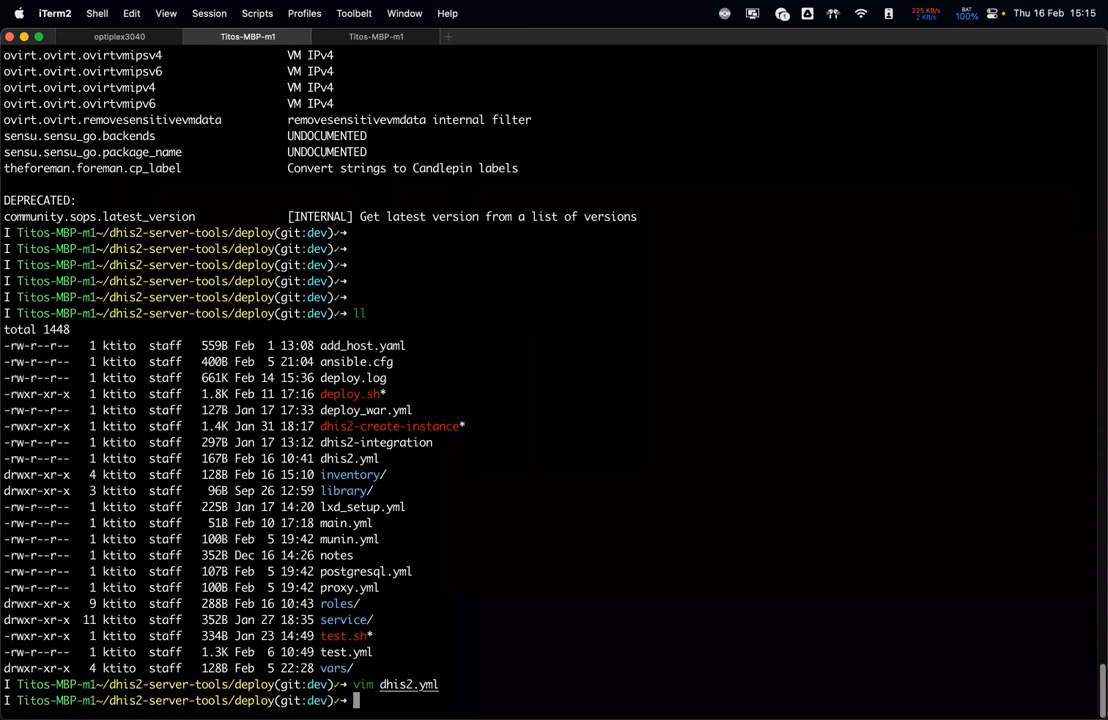 iTerm2 Shell Edit View Session Scripts Profiles Toolbelt Window Help 225 KB/s 2 KB/s BAT 100% Thu 16 Feb 15:15
optiplex3040 Titos-MBP-m1 Titos-MBP-m1 +
ovirt.ovirt.ovirtvmipsv4 VM IPv4
ovirt.ovirt.ovirtvmipsv6 VM IPv4
ovirt.ovirt.ovirtvmipv4 VM IPv4
ovirt.ovirt.ovirtvmipv6 VM IPv4
ovirt.ovirt.removesensitivevmdata removesensitivevmdata internal filter
sensu.sensu_go.backends UNDOCUMENTED
sensu.sensu_go.package_name UNDOCUMENTED
theforeman.foreman.cp_label Convert strings to Candlepin labels
DEPRECATED:
community.sops.latest_version [INTERNAL] Get latest version from a list of versions
I Titos-MBP-m1~/dhis2-server-tools/deploy(git:dev)✓→
I Titos-MBP-m1~/dhis2-server-tools/deploy(git:dev)✓→
I Titos-MBP-m1~/dhis2-server-tools/deploy(git:dev)✓→
I Titos-MBP-m1~/dhis2-server-tools/deploy(git:dev)✓→
I Titos-MBP-m1~/dhis2-server-tools/deploy(git:dev)✓→
I Titos-MBP-m1~/dhis2-server-tools/deploy(git:dev)✓→ ll
total 1448
-rw-r--r-- 1 ktito staff 559B Feb 1 13:08 add_host.yaml
-rw-r--r-- 1 ktito staff 400B Feb 5 21:04 ansible.cfg
-rw-r--r-- 1 ktito staff 661K Feb 14 15:36 deploy.log
-rwxr-xr-x 1 ktito staff 1.8K Feb 11 17:16 deploy.sh*
-rw-r--r-- 1 ktito staff 127B Jan 17 17:33 deploy_war.yml
-rwxr-xr-x 1 ktito staff 1.4K Jan 31 18:17 dhis2-create-instance*
-rw-r--r-- 1 ktito staff 297B Jan 17 13:12 dhis2-integration
-rw-r--r-- 1 ktito staff 167B Feb 16 10:41 dhis2.yml
drwxr-xr-x 4 ktito staff 128B Feb 16 15:10 inventory/
drwxr-xr-x 3 ktito staff 96B Sep 26 12:59 library/
-rw-r--r-- 1 ktito staff 225B Jan 17 14:20 lxd_setup.yml
-rw-r--r-- 1 ktito staff 51B Feb 10 17:18 main.yml
-rw-r--r-- 1 ktito staff 100B Feb 5 19:42 munin.yml
-rw-r--r-- 1 ktito staff 352B Dec 16 14:26 notes
-rw-r--r-- 1 ktito staff 107B Feb 5 19:42 postgresql.yml
-rw-r--r-- 1 ktito staff 100B Feb 5 19:42 proxy.yml
drwxr-xr-x 9 ktito staff 288B Feb 16 10:43 roles/
drwxr-xr-x 11 ktito staff 352B Jan 27 18:35 service/
-rwxr-xr-x 1 ktito staff 334B Jan 23 14:49 test.sh*
-rw-r--r-- 1 ktito staff 1.3K Feb 6 10:49 test.yml
drwxr-xr-x 4 ktito staff 128B Feb 5 22:28 vars/
I Titos-MBP-m1~/dhis2-server-tools/deploy(git:dev)✓→ vim dhis2.yml
I Titos-MBP-m1~/dhis2-server-tools/deploy(git:dev)✓→